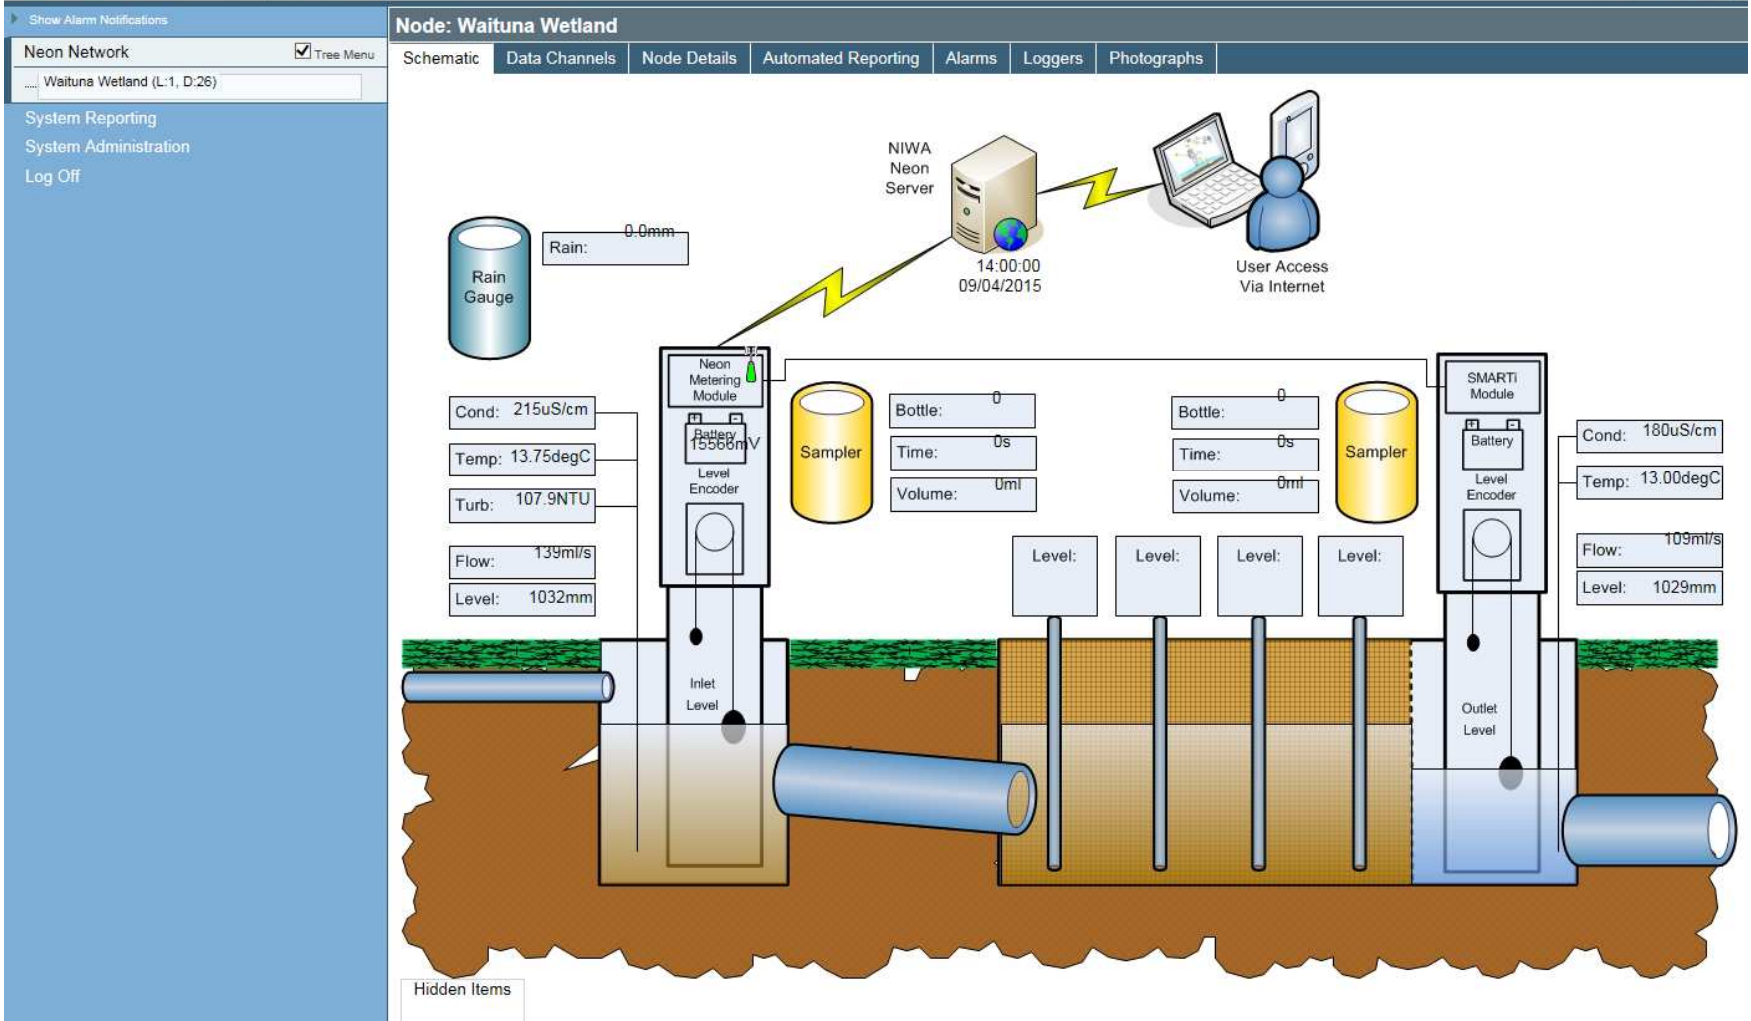 Show Alarm Notifications
Neon Network
Tree Menu
Waituna Wetland (L:1, D:26)
System Reporting
System Administration
Log Off
Node: Waituna Wetland
Schematic
Data Channels
Node Details
Automated Reporting
Alarms
Loggers
Photographs
NIWA
Neon
Server
14:00:00
09/04/2015
User Access
Via Internet
Rain
Gauge
Rain: 0.0mm
Neon
Metering
Module
Battery
15566mV
Level
Encoder
Cond: 215uS/cm
Temp: 13.75degC
Turb: 107.9NTU
Flow: 139ml/s
Level: 1032mm
Sampler
Bottle: 0
Time: 0s
Volume: 0ml
Bottle: 0
Time: 0s
Volume: 0ml
Sampler
SMARTi
Module
Battery
Level
Encoder
Cond: 180uS/cm
Temp: 13.00degC
Flow: 109ml/s
Level: 1029mm
Level:
Level:
Level:
Level:
Inlet
Level
Outlet
Level
Hidden Items